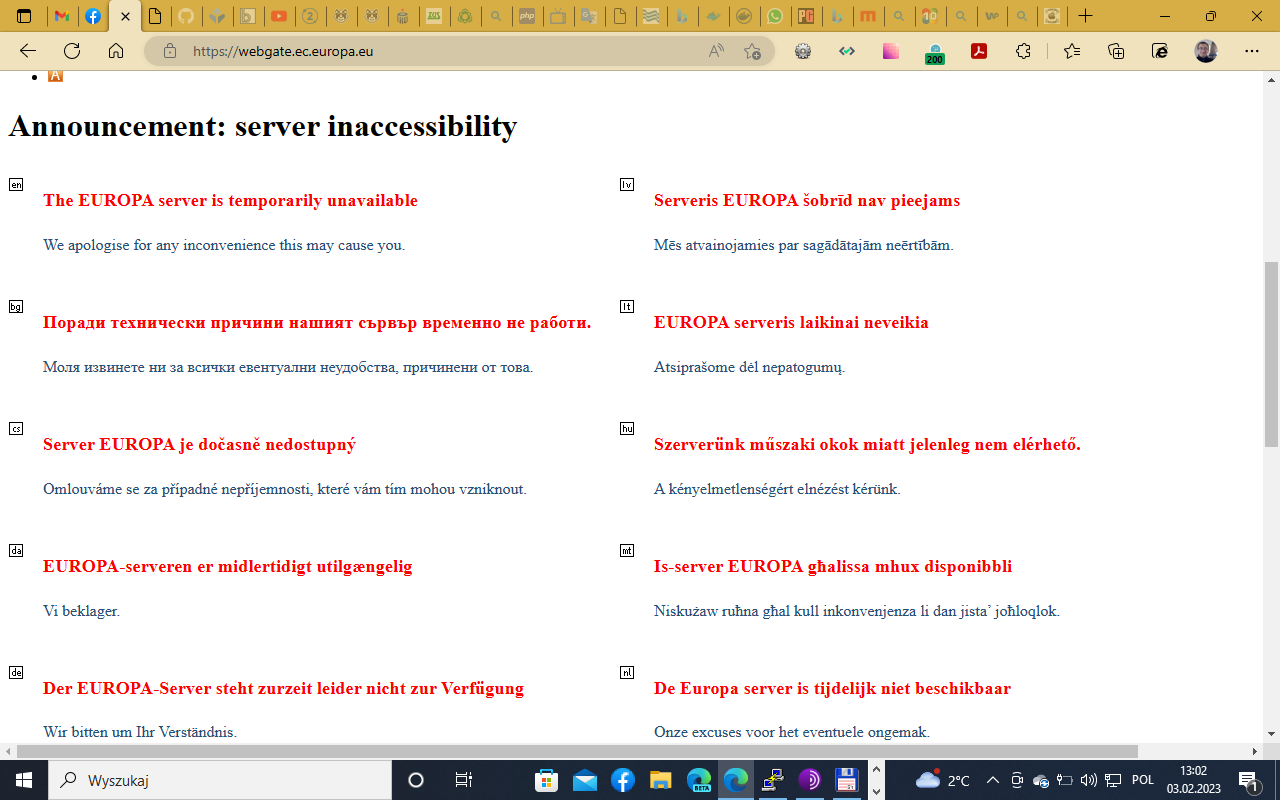 https://webgate.ec.europa.eu
200
A
Announcement: server inaccessibility
en
The EUROPA server is temporarily unavailable
We apologise for any inconvenience this may cause you.
lv
Serveris EUROPA šobrīd nav pieejams
Mēs atvainojamies par sagādātajām neērtībām.
bg
Поради технически причини нашият сървър временно не работи.
Моля извинете ни за всички евентуални неудобства, причинени от това.
lt
EUROPA serveris laikinai neveikia
Atsiprašome dėl nepatogumų.
cs
Server EUROPA je dočasně nedostupný
Omlouváme se za případné nepříjemnosti, které vám tím mohou vzniknout.
hu
Szerverünk műszaki okok miatt jelenleg nem elérhető.
A kényelmetlenségért elnézést kérünk.
da
EUROPA-serveren er midlertidigt utilgængelig
Vi beklager.
mt
Is-server EUROPA għalissa mhux disponibbli
Niskużaw ruħna għal kull inkonvenjenza li dan jista’ joħloqlok.
de
Der EUROPA-Server steht zurzeit leider nicht zur Verfügung
Wir bitten um Ihr Verständnis.
nl
De Europa server is tijdelijk niet beschikbaar
Onze excuses voor het eventuele ongemak.
Wyszukaj
BETA
2°C
POL
13:02
03.02.2023
1